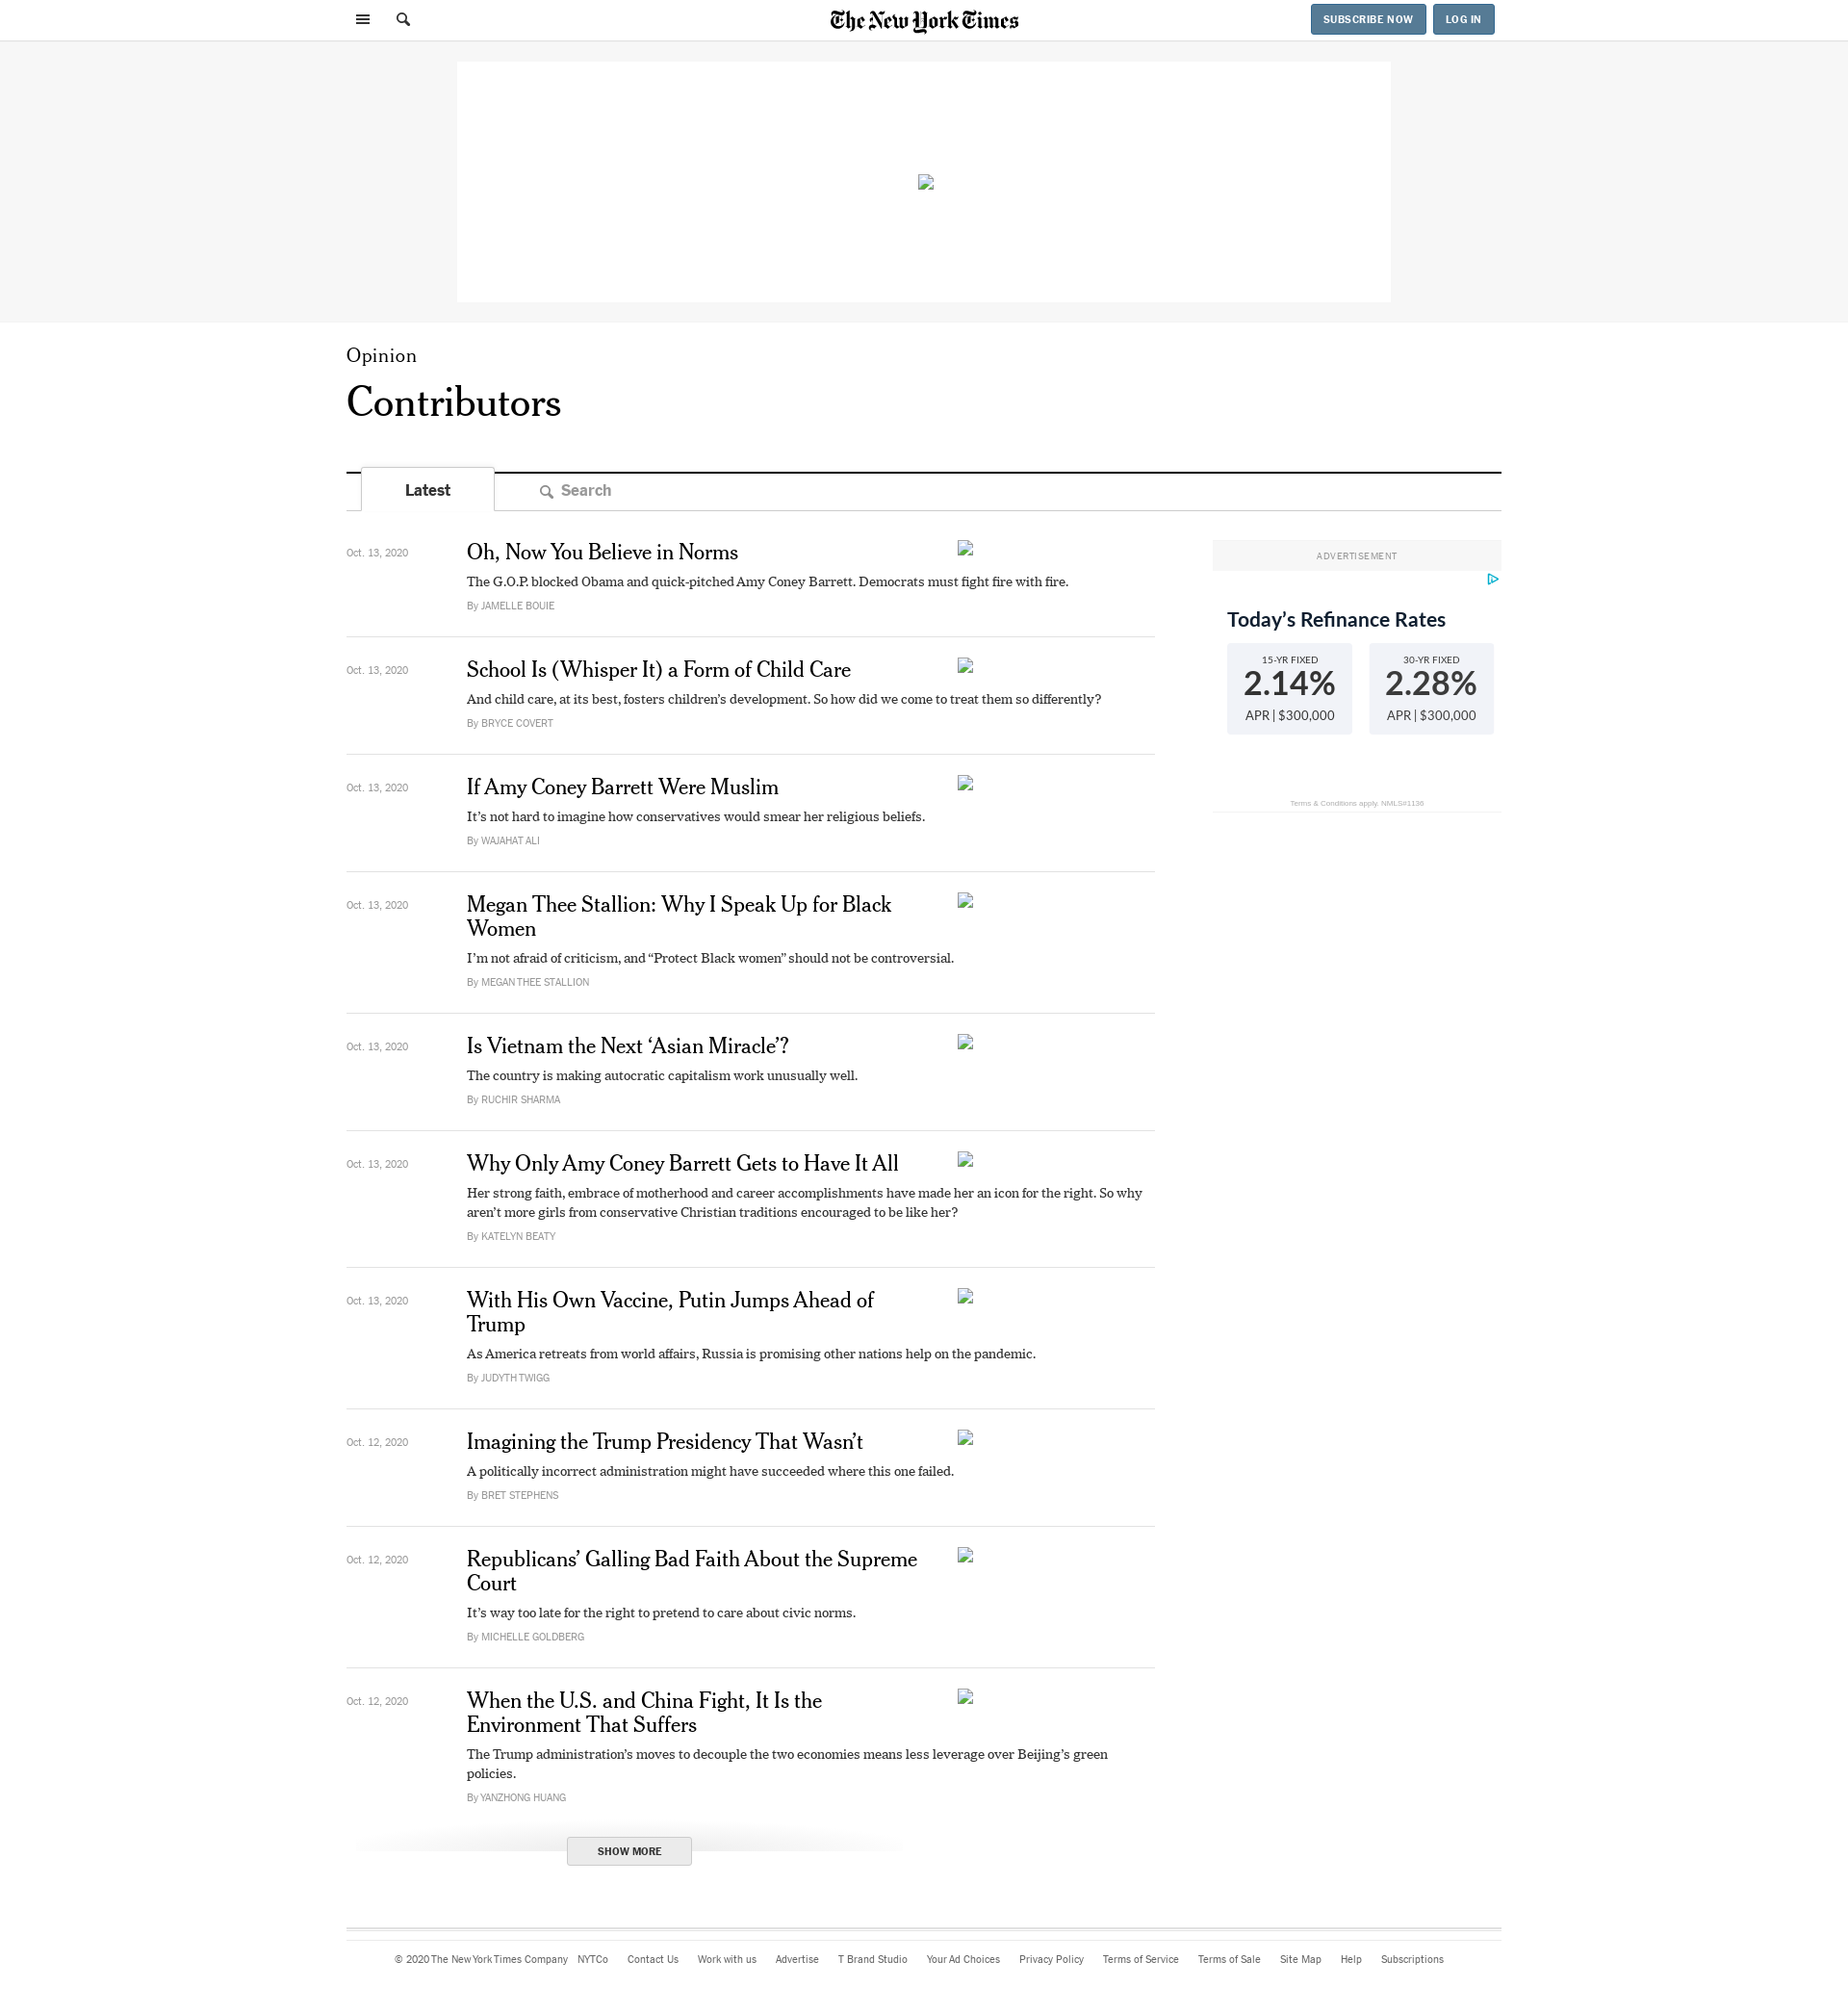 The New York Times
SUBSCRIBE NOW
LOG IN
Opinion
Contributors
Latest
Search
Oct. 13, 2020
Oh, Now You Believe in Norms
The G.O.P. blocked Obama and quick-pitched Amy Coney Barrett. Democrats must fight fire with fire.
By JAMELLE BOUIE
Oct. 13, 2020
School Is (Whisper It) a Form of Child Care
And child care, at its best, fosters children’s development. So how did we come to treat them so differently?
By BRYCE COVERT
Oct. 13, 2020
If Amy Coney Barrett Were Muslim
It’s not hard to imagine how conservatives would smear her religious beliefs.
By WAJAHAT ALI
Oct. 13, 2020
Megan Thee Stallion: Why I Speak Up for Black
Women
I’m not afraid of criticism, and “Protect Black women” should not be controversial.
By MEGAN THEE STALLION
Oct. 13, 2020
Is Vietnam the Next ‘Asian Miracle’?
The country is making autocratic capitalism work unusually well.
By RUCHIR SHARMA
Oct. 13, 2020
Why Only Amy Coney Barrett Gets to Have It All
Her strong faith, embrace of motherhood and career accomplishments have made her an icon for the right. So why
aren’t more girls from conservative Christian traditions encouraged to be like her?
By KATELYN BEATY
Oct. 13, 2020
With His Own Vaccine, Putin Jumps Ahead of
Trump
As America retreats from world affairs, Russia is promising other nations help on the pandemic.
By JUDYTH TWIGG
Oct. 12, 2020
Imagining the Trump Presidency That Wasn’t
A politically incorrect administration might have succeeded where this one failed.
By BRET STEPHENS
Oct. 12, 2020
Republicans’ Galling Bad Faith About the Supreme
Court
It’s way too late for the right to pretend to care about civic norms.
By MICHELLE GOLDBERG
Oct. 12, 2020
When the U.S. and China Fight, It Is the
Environment That Suffers
The Trump administration’s moves to decouple the two economies means less leverage over Beijing’s green
policies.
By YANZHONG HUANG
SHOW MORE
ADVERTISEMENT
Today’s Refinance Rates
15-YR FIXED
2.14%
APR | $300,000
30-YR FIXED
2.28%
APR | $300,000
Terms & Conditions apply. NMLS#1136
© 2020 The New York Times Company NYTCo Contact Us Work with us Advertise T Brand Studio Your Ad Choices Privacy Policy Terms of Service Terms of Sale Site Map Help Subscriptions